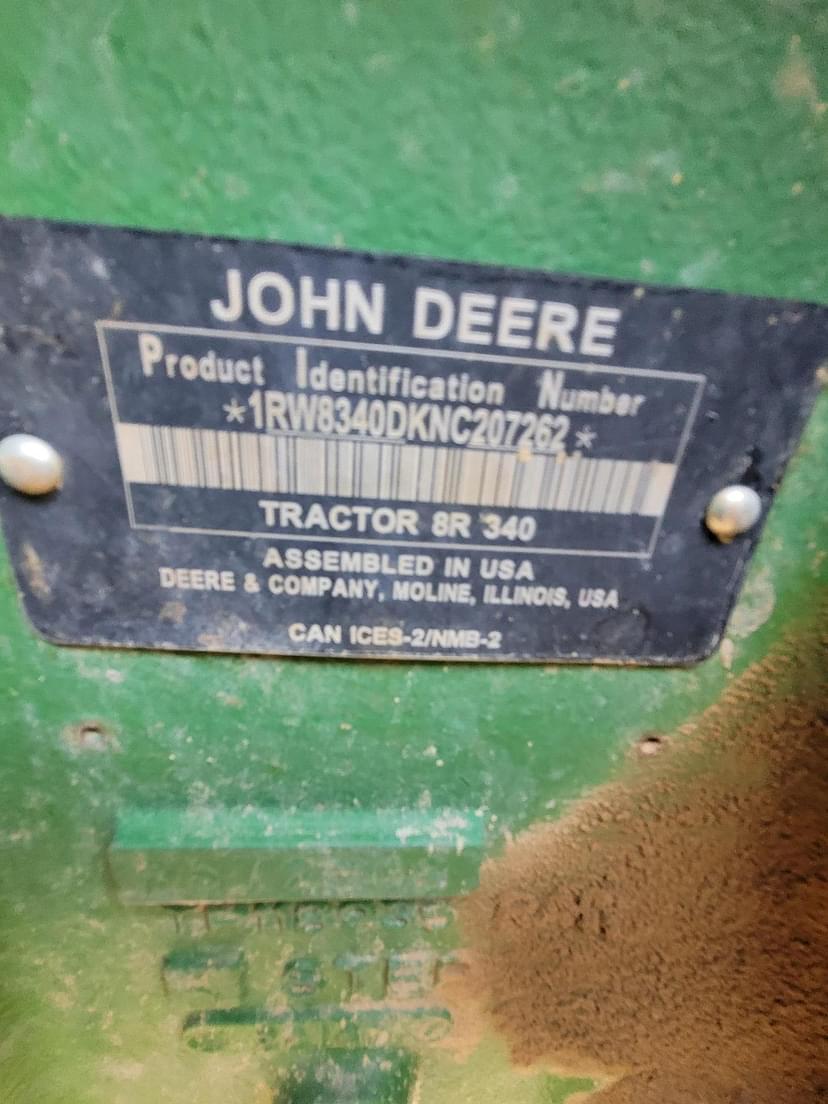 JOHN DEERE
Product Identification Number
*1RW8340DKNC207262*
TRACTOR 8R 340
ASSEMBLED IN USA
DEERE & COMPANY, MOLINE, ILLINOIS, USA
CAN ICES-2/NMB-2